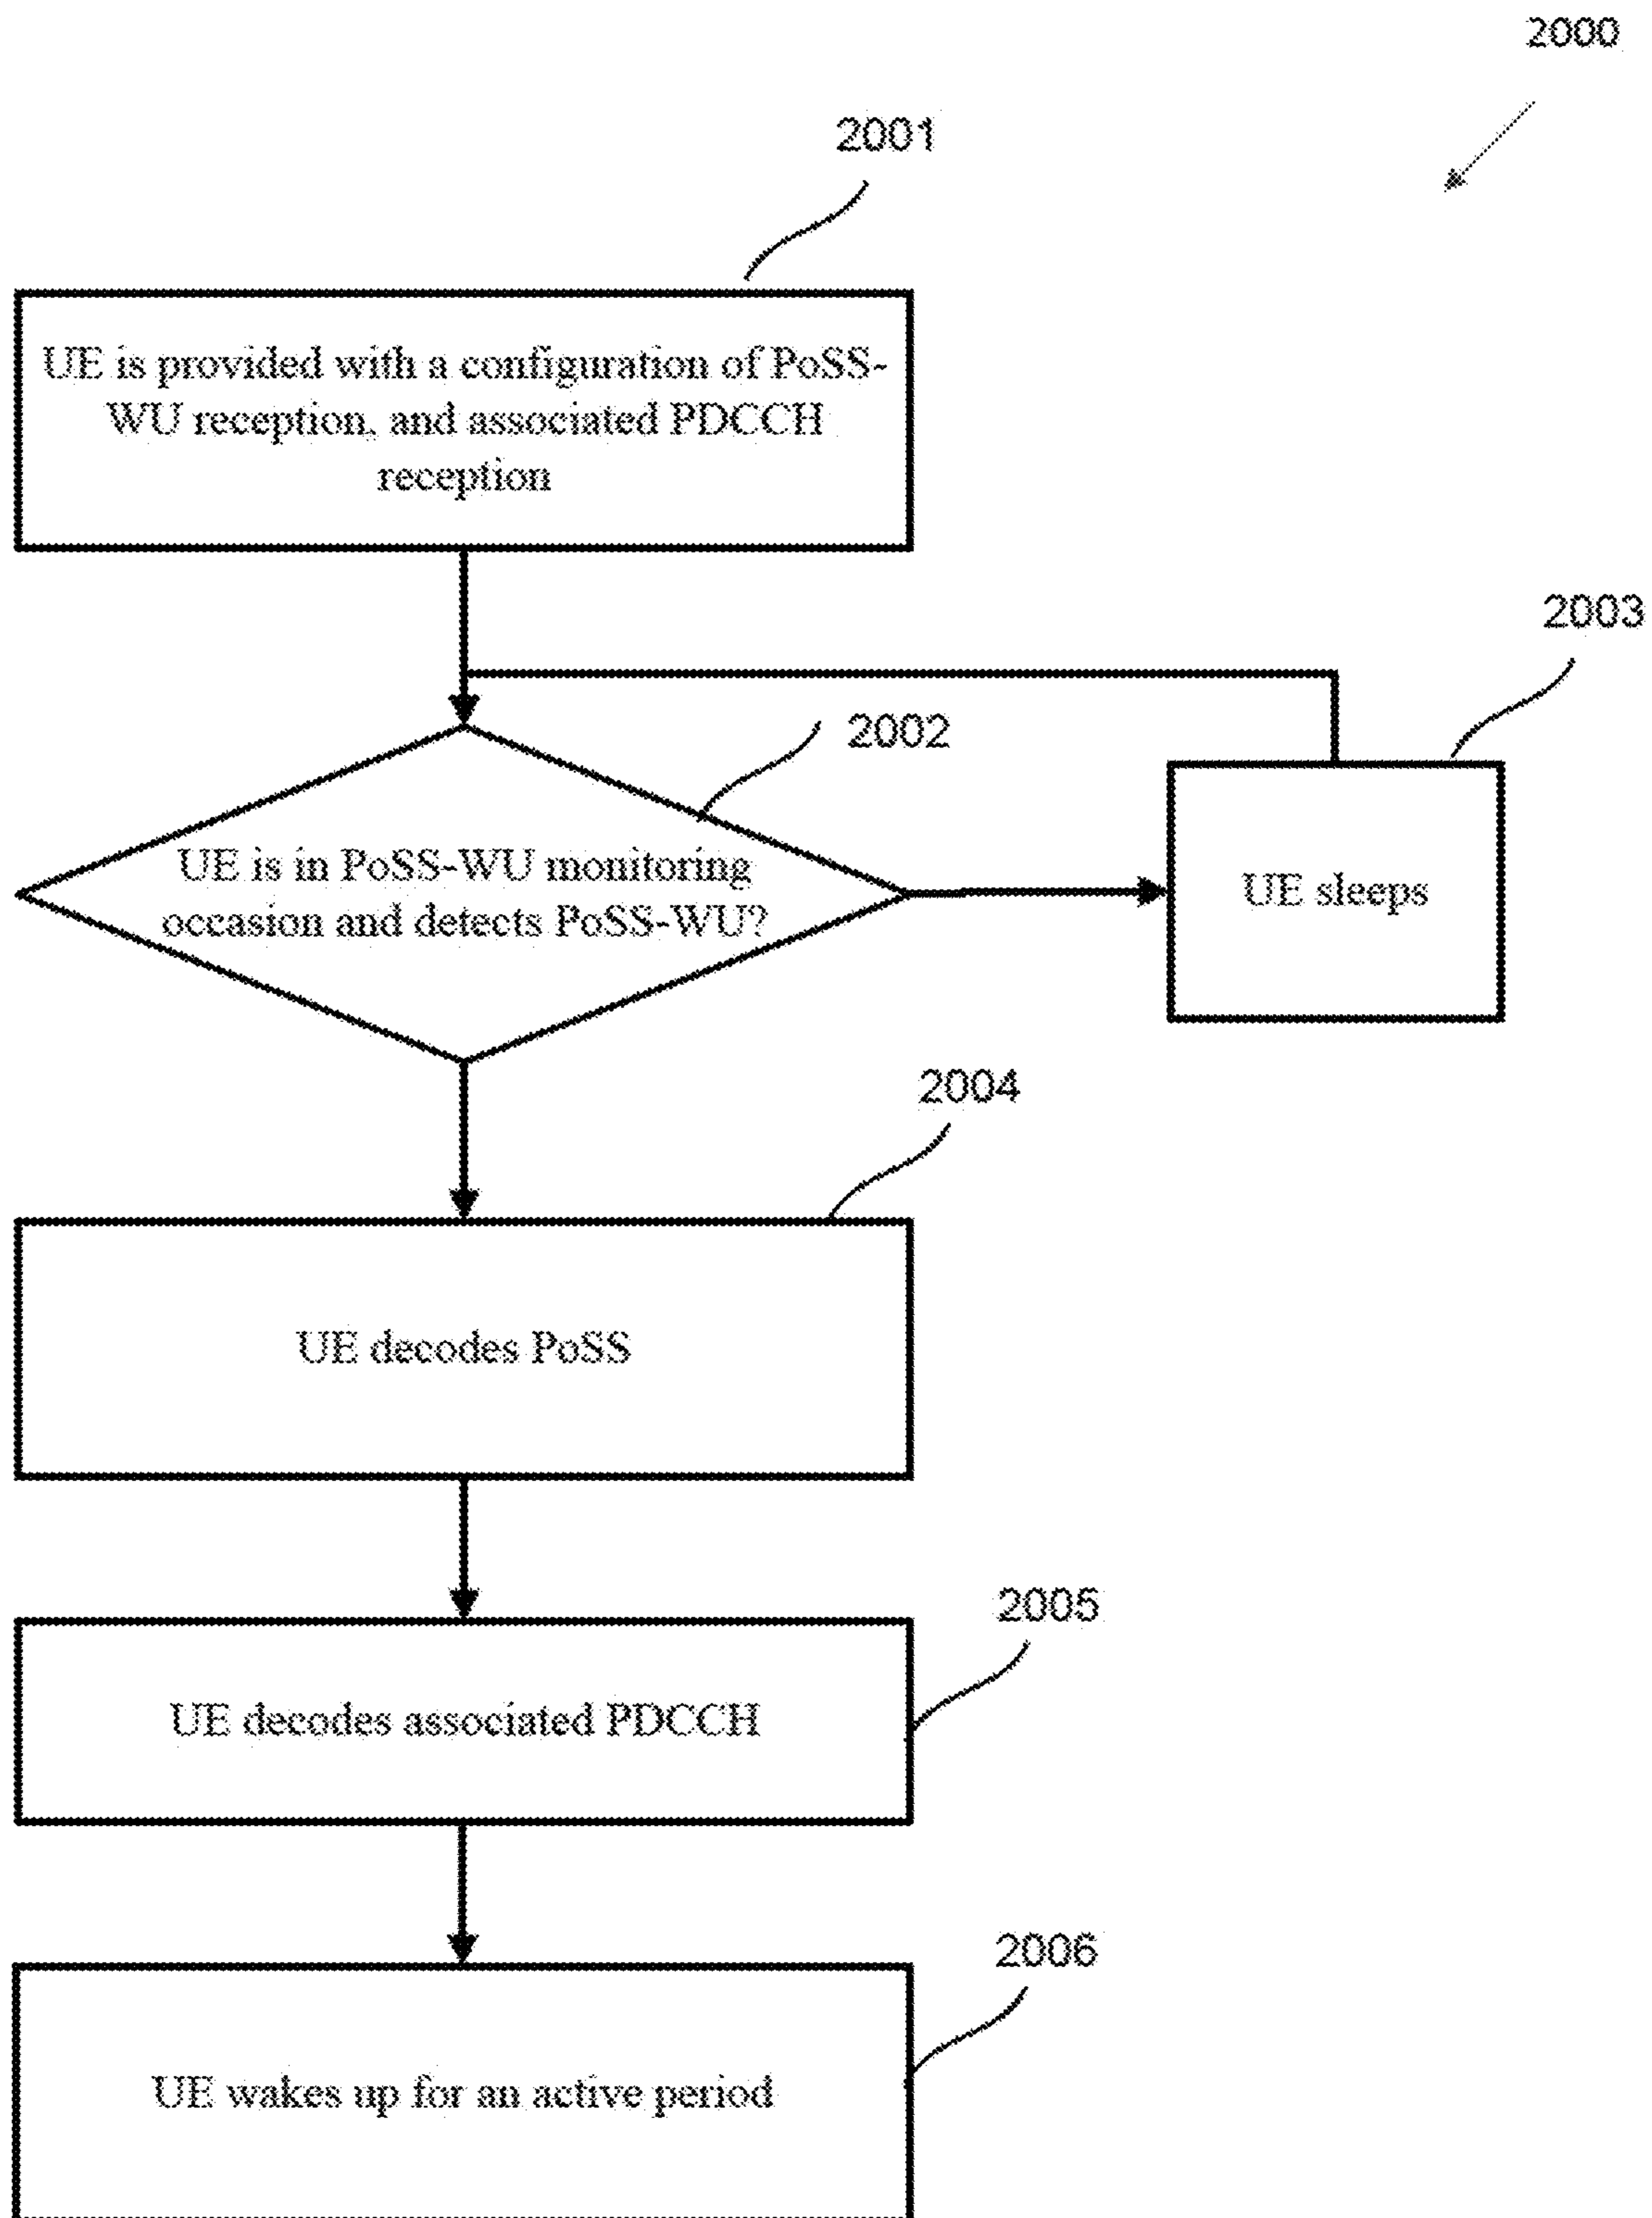 2000
2001
UE is provided with a configuration of PoSS-
WU reception, and associated PDCCH
reception
2003
2002
UE is in PoSS-WU monitoring
occasion and detects PoSS-WU?
UE sleeps
2004
UE decodes PoSS
2005
UE decodes associated PDCCH
2006
UE wakes up for an active period